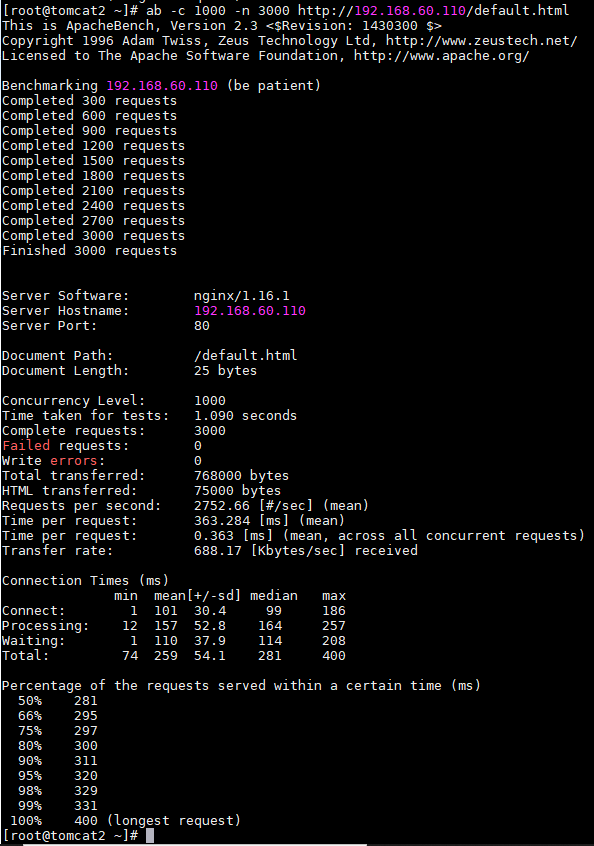 [root@tomcat2 ~]# ab -c 1000 -n 3000 http://192.168.60.110/default.html
This is ApacheBench, Version 2.3 <$Revision: 1430300 $>
Copyright 1996 Adam Twiss, Zeus Technology Ltd, http://www.zeustech.net/
Licensed to The Apache Software Foundation, http://www.apache.org/

Benchmarking 192.168.60.110 (be patient)
Completed 300 requests
Completed 600 requests
Completed 900 requests
Completed 1200 requests
Completed 1500 requests
Completed 1800 requests
Completed 2100 requests
Completed 2400 requests
Completed 2700 requests
Completed 3000 requests
Finished 3000 requests


Server Software:        nginx/1.16.1
Server Hostname:        192.168.60.110
Server Port:            80

Document Path:          /default.html
Document Length:        25 bytes

Concurrency Level:      1000
Time taken for tests:   1.090 seconds
Complete requests:      3000
Failed requests:        0
Write errors:           0
Total transferred:      768000 bytes
HTML transferred:       75000 bytes
Requests per second:    2752.66 [#/sec] (mean)
Time per request:       363.284 [ms] (mean)
Time per request:       0.363 [ms] (mean, across all concurrent requests)
Transfer rate:          688.17 [Kbytes/sec] received

Connection Times (ms)
              min  mean[+/-sd] median   max
Connect:        1  101  30.4     99     186
Processing:    12  157  52.8    164     257
Waiting:        1  110  37.9    114     208
Total:         74  259  54.1    281     400

Percentage of the requests served within a certain time (ms)
  50%    281
  66%    295
  75%    297
  80%    300
  90%    311
  95%    320
  98%    329
  99%    331
 100%    400 (longest request)
[root@tomcat2 ~]#